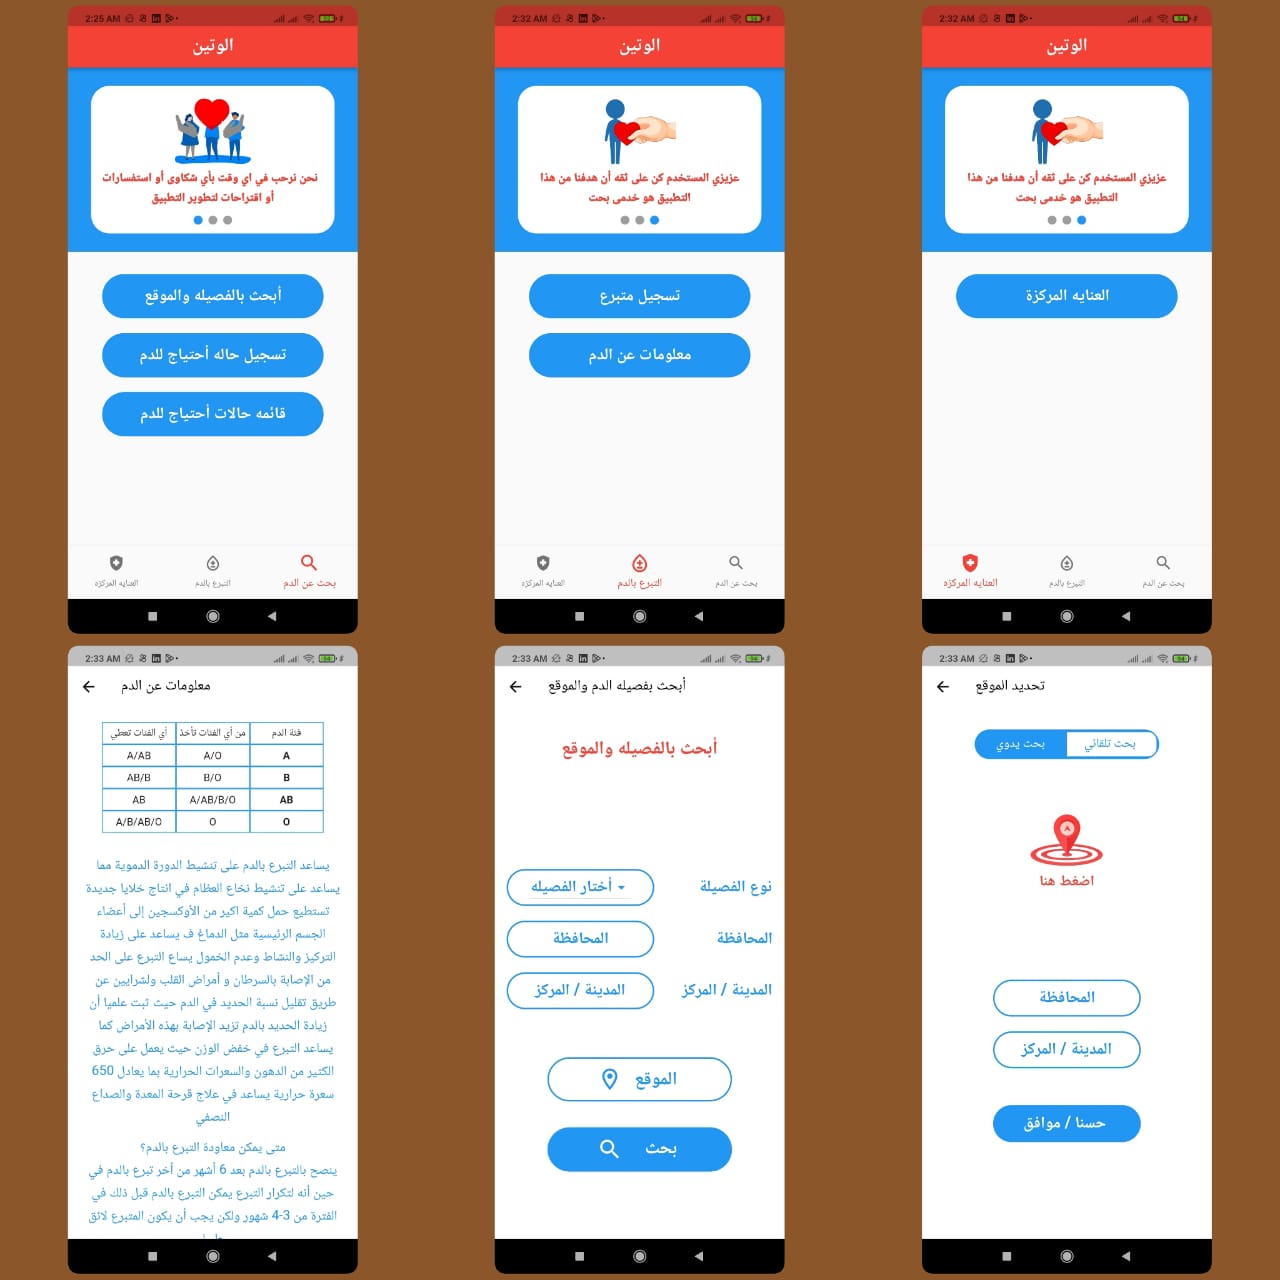 2:25 AM
الوتين
نحن نرحب في اي وقت بأي شكاوى أو استفسارات
أو اقتراحات لتطوير التطبيق
أبحث بالفصيله والموقع
تسجيل حاله أحتياج للدم
قائمه حالات أحتياج للدم
بحث عن الدم
التبرع بالدم
العنايه المركزه
2:32 AM
الوتين
عزيزي المستخدم كن على ثقه أن هدفنا من هذا
التطبيق هو خدمى بحت
تسجيل متبرع
معلومات عن الدم
بحث عن الدم
التبرع بالدم
العنايه المركزه
2:32 AM
الوتين
عزيزي المستخدم كن على ثقه أن هدفنا من هذا
التطبيق هو خدمى بحت
العنايه المركزة
بحث عن الدم
التبرع بالدم
العنايه المركزه
2:33 AM
معلومات عن الدم
فئة الدم من أي الفئات تأخذ أي الفئات تعطي
A A/O A/AB
B B/O AB/B
AB A/AB/B/O AB
O O A/B/AB/O
يساعد التبرع بالدم على تنشيط الدورة الدموية مما
يساعد على تنشيط نخاع العظام في انتاج خلايا جديدة
تستطيع حمل كمية اكير من الأوكسجين إلى أعضاء
الجسم الرئيسية مثل الدماغ ف يساعد على زيادة
التركيز والنشاط وعدم الخمول يساع التبرع على الحد
من الإصابة بالسرطان و أمراض القلب ولشرايين عن
طريق تقليل نسبة الحديد في الدم حيث ثبت علميا أن
زيادة الحديد بالدم تزيد الإصابة بهذه الأمراض كما
يساعد التبرع في خفض الوزن حيث يعمل على حرق
الكثير من الدهون والسعرات الحرارية بما يعادل 650
سعرة حرارية يساعد في علاج قرحة المعدة والصداع
النصفي
متى يمكن معاودة التبرع بالدم؟
ينصح بالتبرع بالدم بعد 6 أشهر من أخر تبرع بالدم في
حين أنه لتكرار التبرع يمكن التبرع بالدم قبل ذلك في
الفترة من 3-4 شهور ولكن يجب أن يكون المتبرع لائق
2:33 AM
أبحث بفصيله الدم والموقع
أبحث بالفصيله والموقع
نوع الفصيلة
أختار الفصيله
المحافظة
المحافظة
المدينة / المركز
المدينة / المركز
الموقع
بحث
2:33 AM
تحديد الموقع
بحث تلقائي
بحث يدوي
اضغط هنا
المحافظة
المدينة / المركز
حسنا / موافق